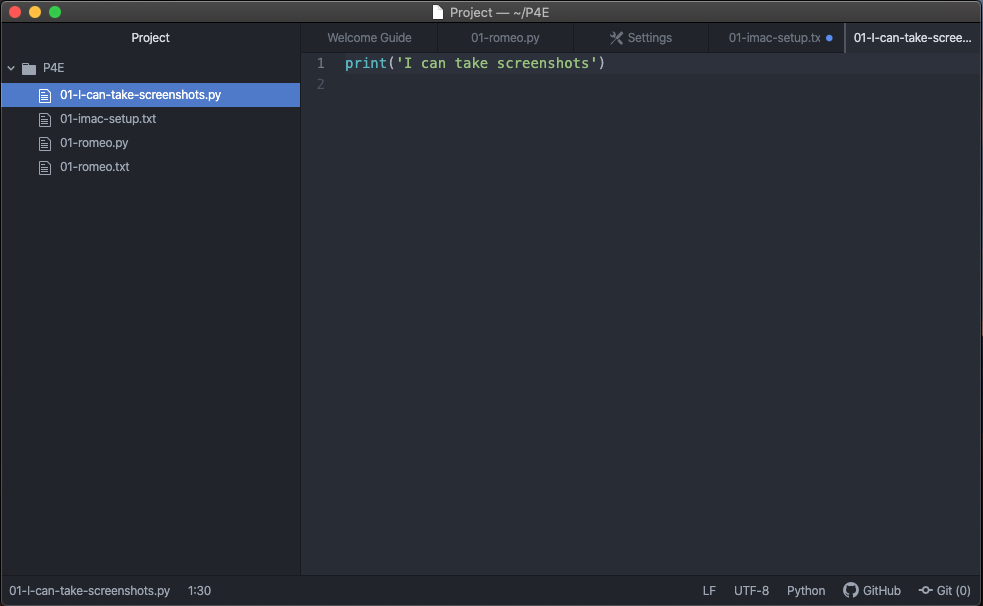 Project — ~/P4E
Project
Welcome Guide
01-romeo.py
Settings
01-imac-setup.tx
01-I-can-take-scree...
P4E
01-I-can-take-screenshots.py
01-imac-setup.txt
01-romeo.py
01-romeo.txt
1 print('I can take screenshots')
2
01-I-can-take-screenshots.py 1:30 LF UTF-8 Python GitHub Git (0)